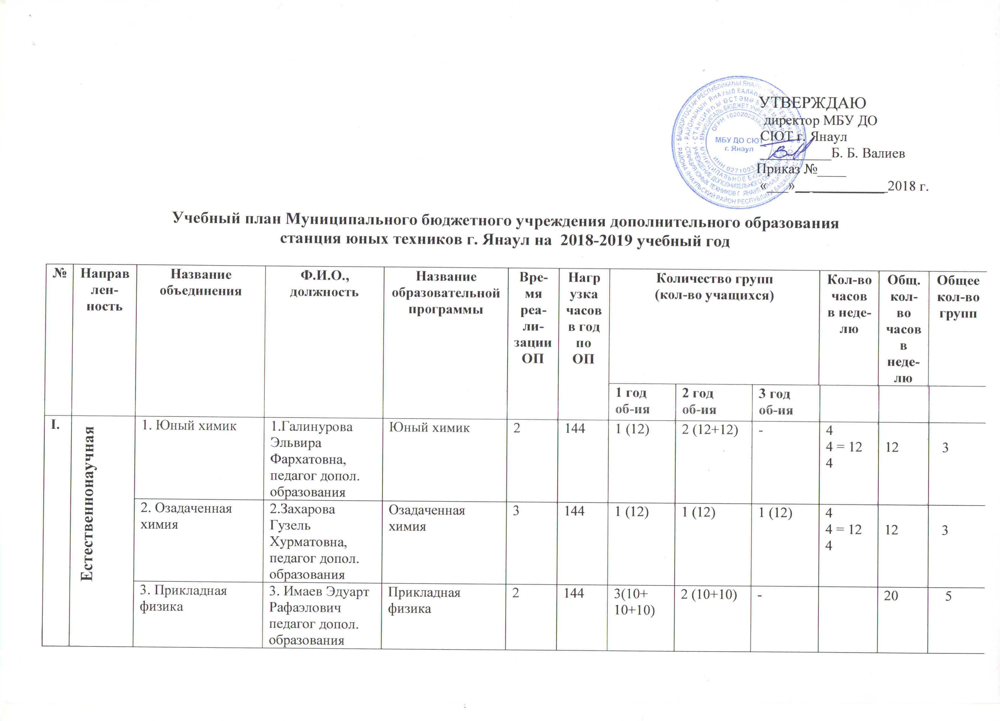 УТВЕРЖДАЮ
директор МБУ ДО
СЮТ г. Янаул
____________Б. Б. Валиев
Приказ №____
«___»_____________2018 г.
МБУ ДО СЮТ
г. Янаул
Учебный план Муниципального бюджетного учреждения дополнительного образования
станция юных техников г. Янаул на 2018-2019 учебный год
№
Направ
лен-
ность
Название
объединения
Ф.И.О.,
должность
Название
образовательной
программы
Вре-
мя
реа-
ли-
зации
ОП
Нагр
узка
часов
в год
по
ОП
Количество групп
(кол-во учащихся)
Кол-во
часов
в неде-
лю
Общ.
кол-
во
часов
в
неде-
лю
Общее
кол-во
групп
1 год
об-ия
2 год
об-ия
3 год
об-ия
I.
Естественнонаучная
1. Юный химик
1.Галинурова
Эльвира
Фархатовна,
педагог допол.
образования
Юный химик
2
144
1 (12)
2 (12+12)
-
4
4 = 12
4
12
3
2. Озадаченная
химия
2.Захарова
Гузель
Хурматовна,
педагог допол.
образования
Озадаченная
химия
3
144
1 (12)
1 (12)
1 (12)
4
4 = 12
4
12
3
3. Прикладная
физика
3. Имаев Эдуарт
Рафаэлович
педагог допол.
образования
Прикладная
физика
2
144
3(10+
10+10)
2 (10+10)
-
20
5